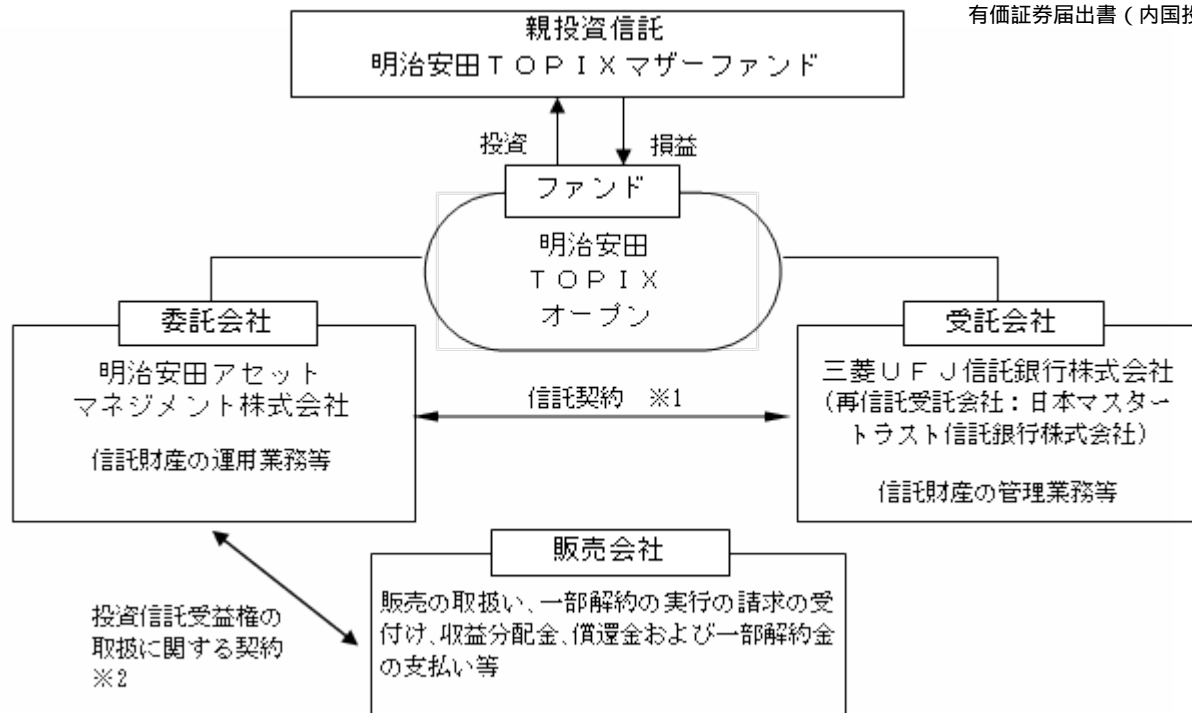 有価証券届出書（内国投
親投資信託
明治安田ＴＯＰＩＸマザーファンド
投資
損益
ファンド
明治安田
ＴＯＰＩＸ
オープン
委託会社
明治安田アセット
マネジメント株式会社
信託財産の運用業務等
信託契約　※1
受託会社
三菱ＵＦＪ信託銀行株式会社
（再信託受託会社：日本マスター
トラスト信託銀行株式会社）
信託財産の管理業務等
投資信託受益権の
取扱に関する契約
※2
販売会社
販売の取扱い、一部解約の実行の請求の受
付け、収益分配金、償還金および一部解約金
の支払い等